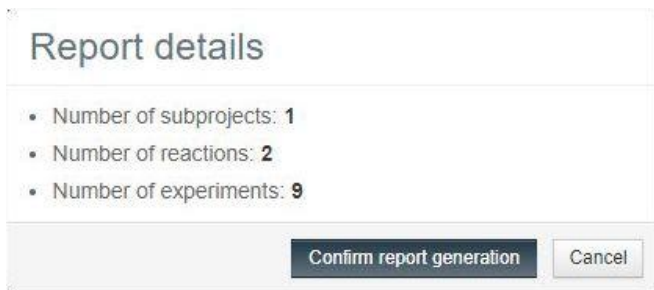 Report details
• Number of subprojects: 1
• Number of reactions: 2
• Number of experiments: 9
Confirm report generation Cancel